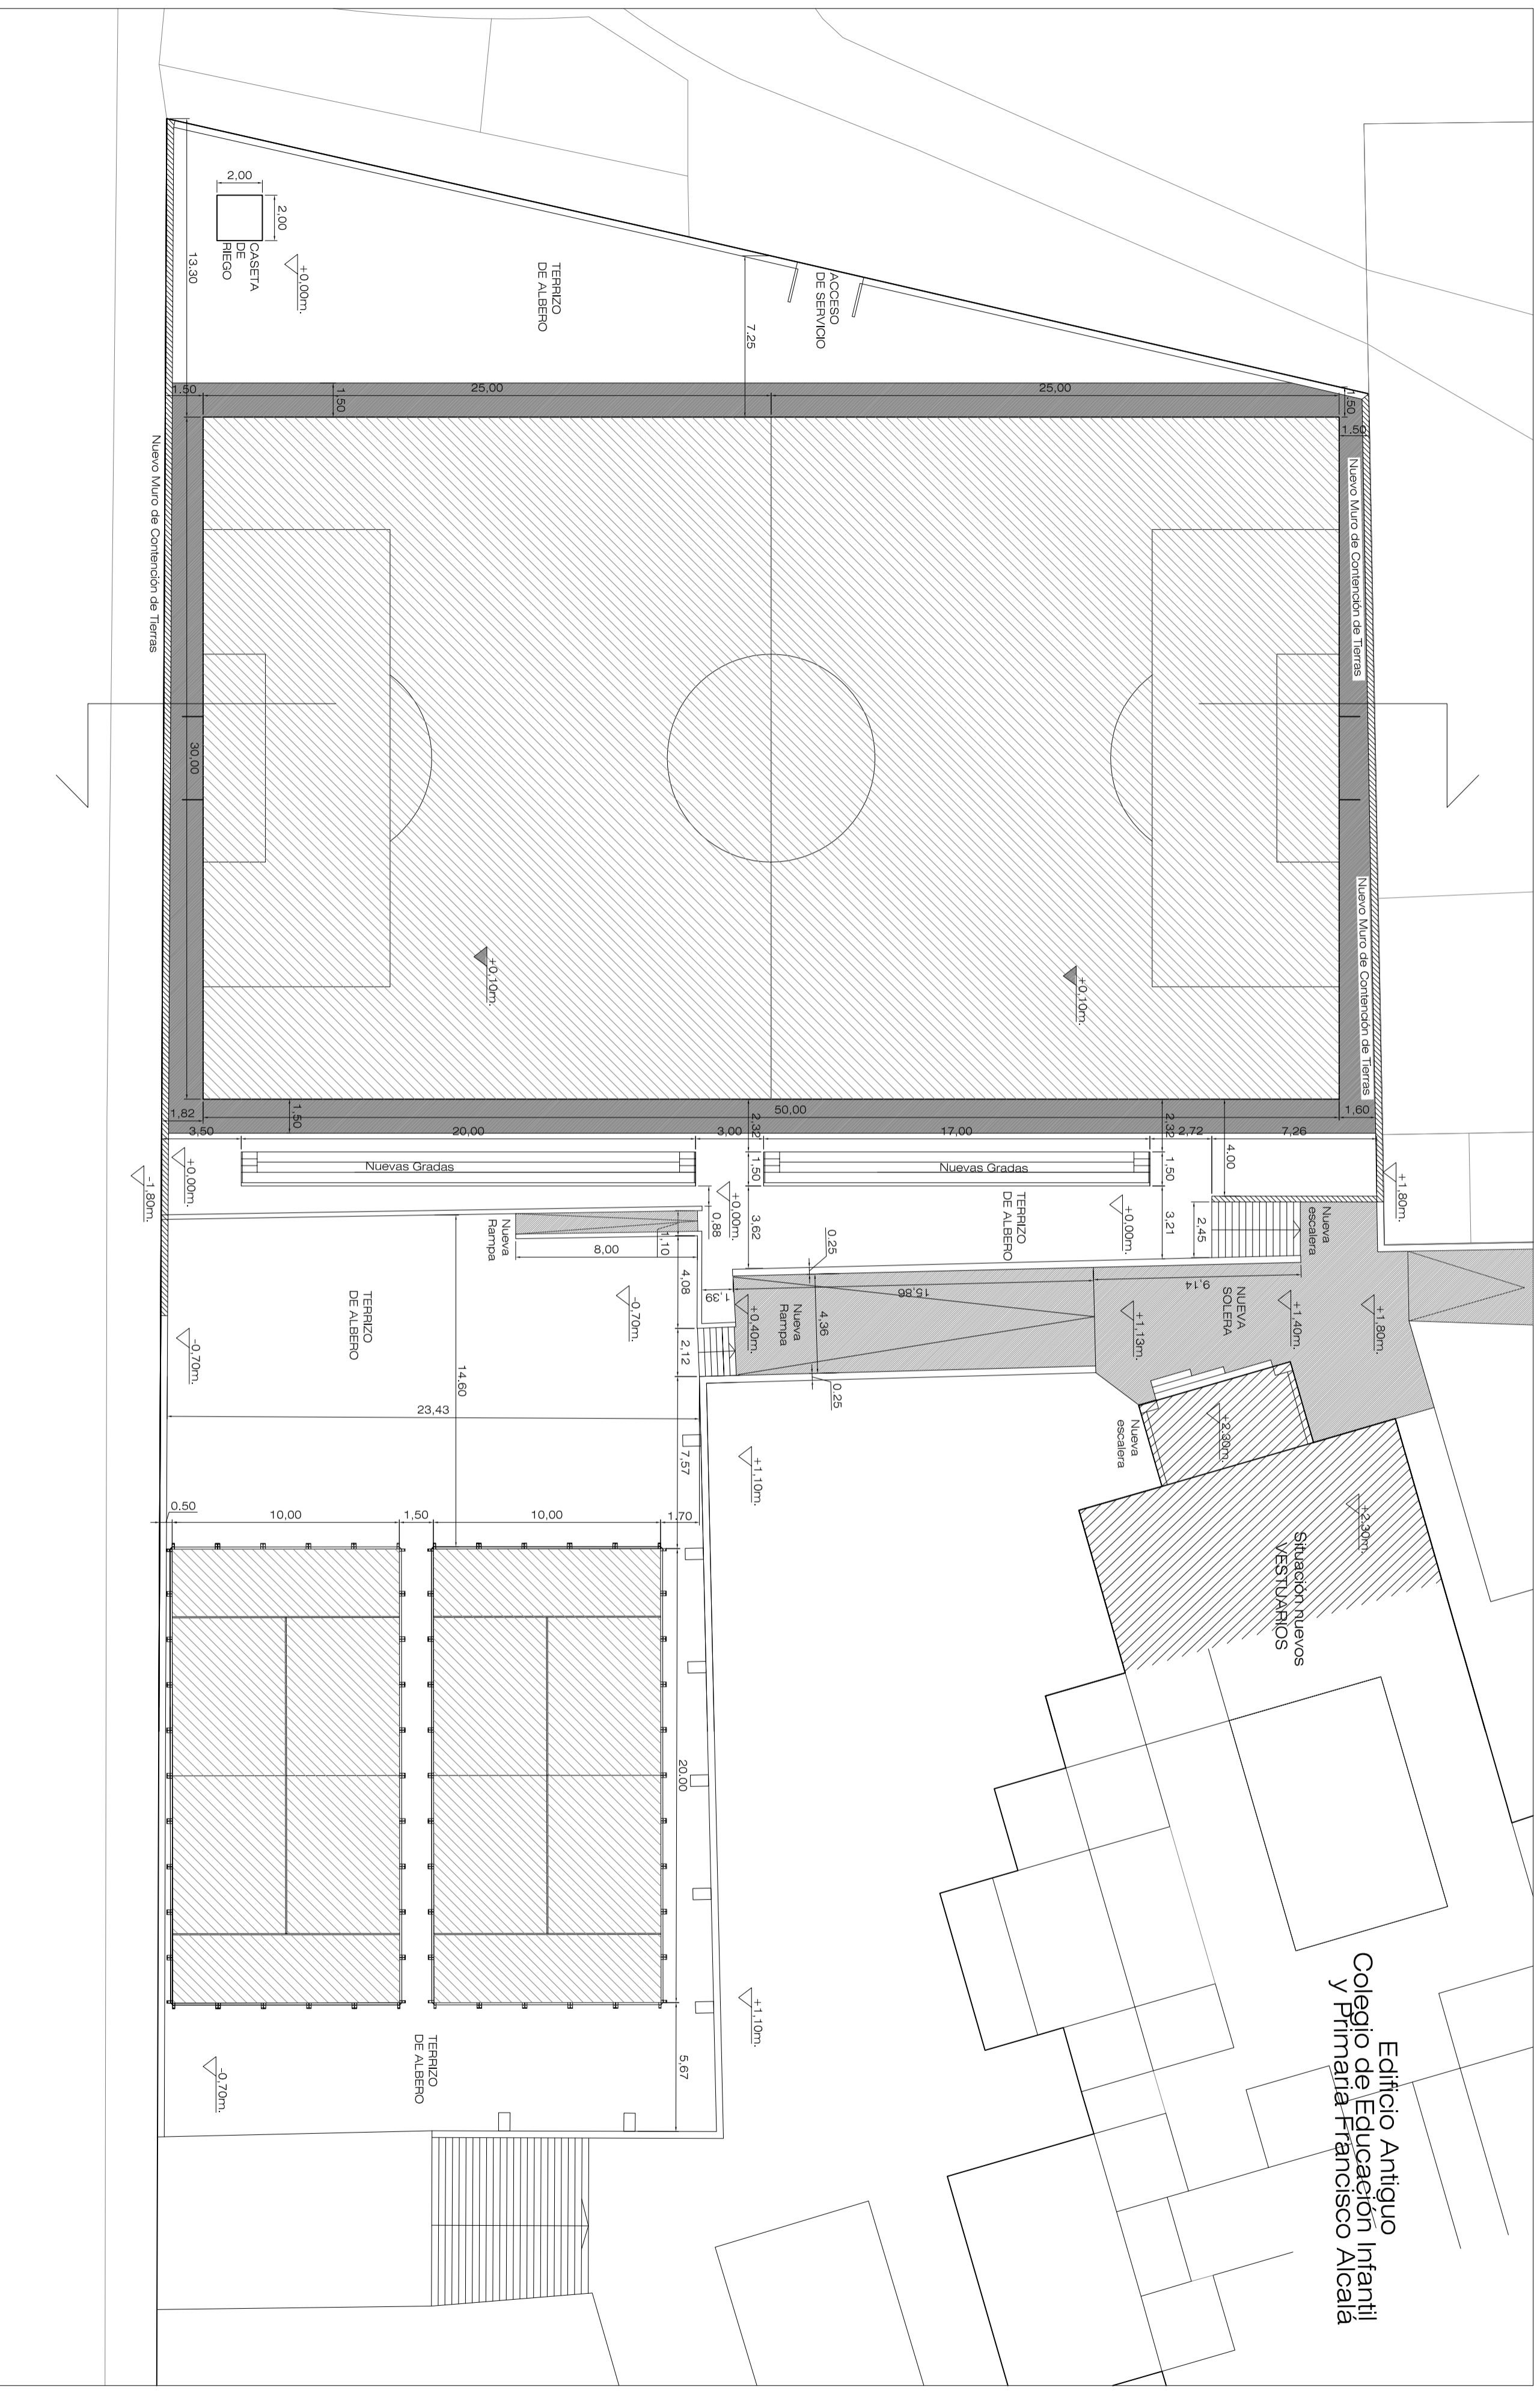 2,00
2,00
CASETA
DE
RIEGO
13.30
+0,00m.
TERRIZO
DE ALBERO
ACCESO
DE SERVICIO
7.25
1.50
25,00
1,50
25,00
1,50
1.50
Nuevo Muro de Contención de Tierras
Nuevo Muro de Contención de Tierras
Nuevo Muro de Contención de Tierras
30,00
+0,10m.
+0,10m.
1,82
1,50
50,00
1,60
3,50
20,00
3,00
2,32
17,00
2,32
2,72
7,26
Nuevas Gradas
1,50
Nuevas Gradas
1,50
4.00
+0,00m.
-1,80m.
+0,00m.
+0,00m.
+1,80m.
0,88
3,62
TERRIZO
DE ALBERO
3,21
2,45
Nueva
escalera
Nueva
Rampa
8,00
1,10
4,08
0.25
15,86
9,14
1,39
+0,40m.
Nueva
Rampa
4,36
+1,13m.
NUEVA
SOLERA
+1,40m.
+1,80m.
TERRIZO
DE ALBERO
-0,70m.
-0,70m.
2,12
14.60
0.25
23,43
7,57
+1,10m.
Nueva
escalera
+2,30m.
+2,30m.
Situación nuevos
VESTUARIOS
0.50
10,00
1,50
10,00
1.70
20.00
+1,10m.
5,67
TERRIZO
DE ALBERO
-0,70m.
Edificio Antiguo
Colegio de Educación Infantil
y Primaria Francisco Alcalá